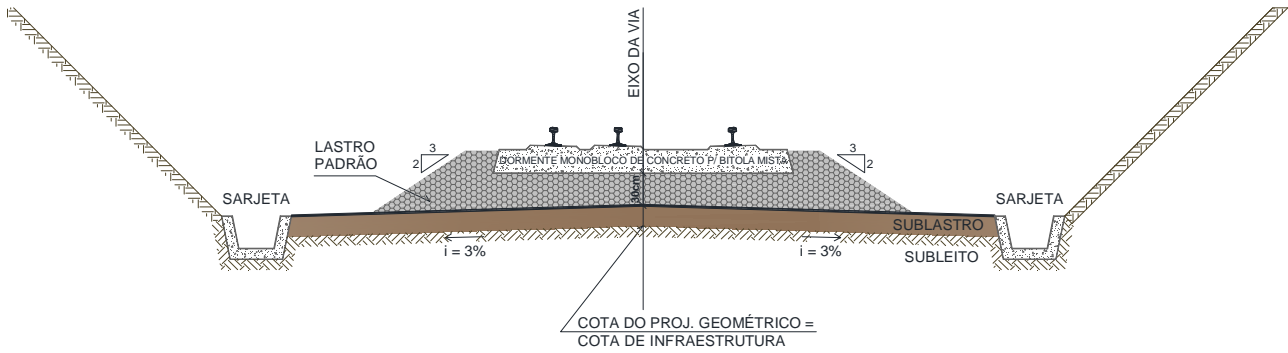 EIXO DA VIA
LASTRO
PADRÃO
3
2
DORMENTE MONOBLOCO DE CONCRETO P/ BITOLA MISTA
3
2
30cm
SARJETA
SARJETA
SUBLASTRO
SUBLEITO
i = 3%
i = 3%
COTA DO PROJ. GEOMÉTRICO =
COTA DE INFRAESTRUTURA